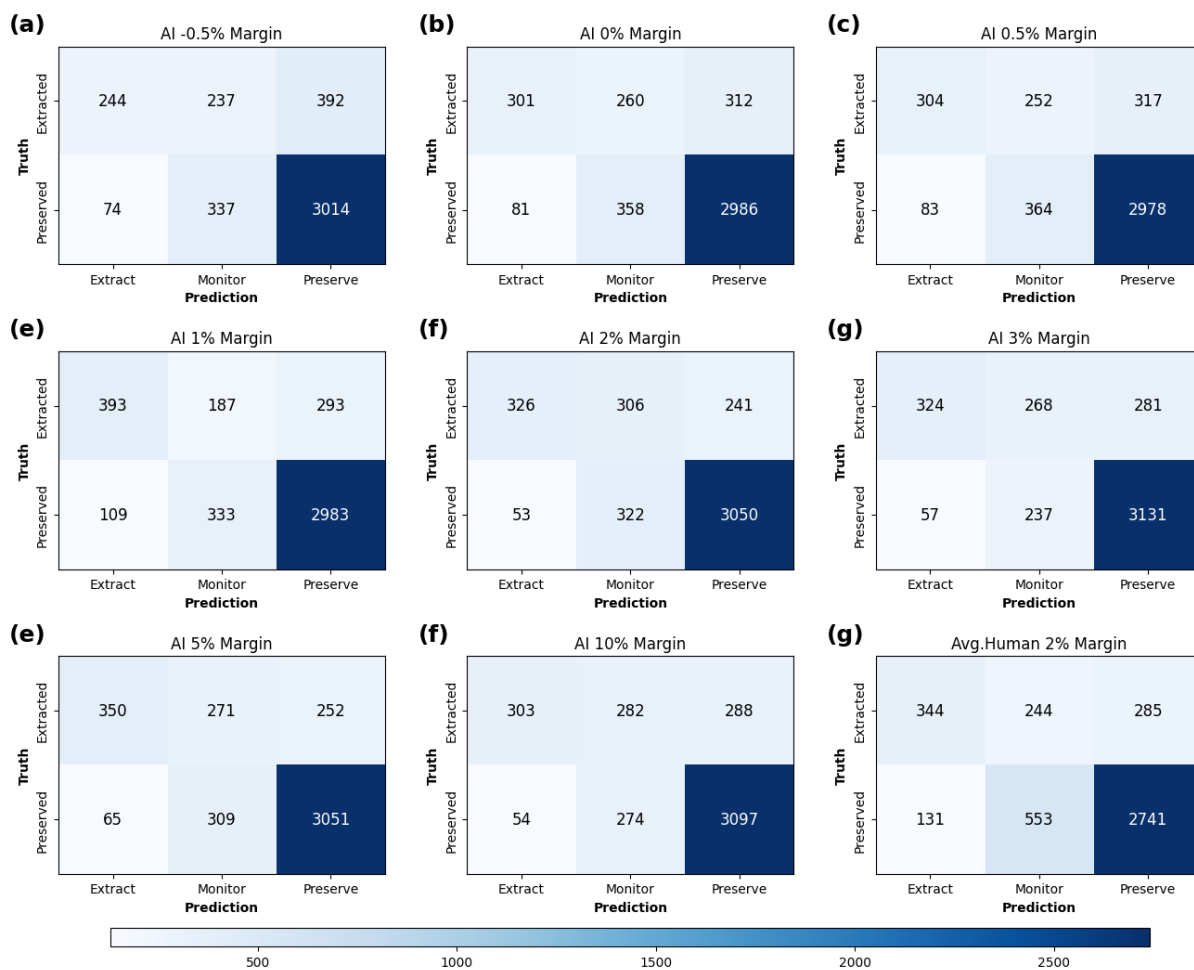 (a)
AI -0.5% Margin
Truth
Extracted
244 237 392
Preserved
74 337 3014
Extract Monitor Preserve
Prediction
(b)
AI 0% Margin
Truth
Extracted
301 260 312
Preserved
81 358 2986
Extract Monitor Preserve
Prediction
(c)
AI 0.5% Margin
Truth
Extracted
304 252 317
Preserved
83 364 2978
Extract Monitor Preserve
Prediction
(e)
AI 1% Margin
Truth
Extracted
393 187 293
Preserved
109 333 2983
Extract Monitor Preserve
Prediction
(f)
AI 2% Margin
Truth
Extracted
326 306 241
Preserved
53 322 3050
Extract Monitor Preserve
Prediction
(g)
AI 3% Margin
Truth
Extracted
324 268 281
Preserved
57 237 3131
Extract Monitor Preserve
Prediction
(e)
AI 5% Margin
Truth
Extracted
350 271 252
Preserved
65 309 3051
Extract Monitor Preserve
Prediction
(f)
AI 10% Margin
Truth
Extracted
303 282 288
Preserved
54 274 3097
Extract Monitor Preserve
Prediction
(g)
Avg.Human 2% Margin
Truth
Extracted
344 244 285
Preserved
131 553 2741
Extract Monitor Preserve
Prediction
500 1000 1500 2000 2500